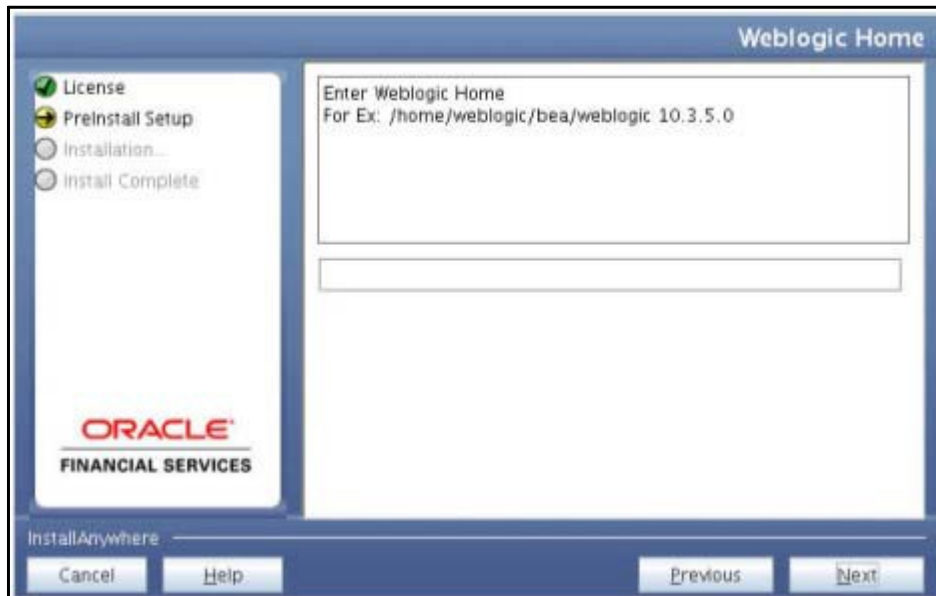 Weblogic Home
License
PreInstall Setup
Installation...
Install Complete
Enter Weblogic Home
For Ex: /home/weblogic/bea/weblogic 10.3.5.0
ORACLE
FINANCIAL SERVICES
InstallAnywhere
Cancel
Help
Previous
Next